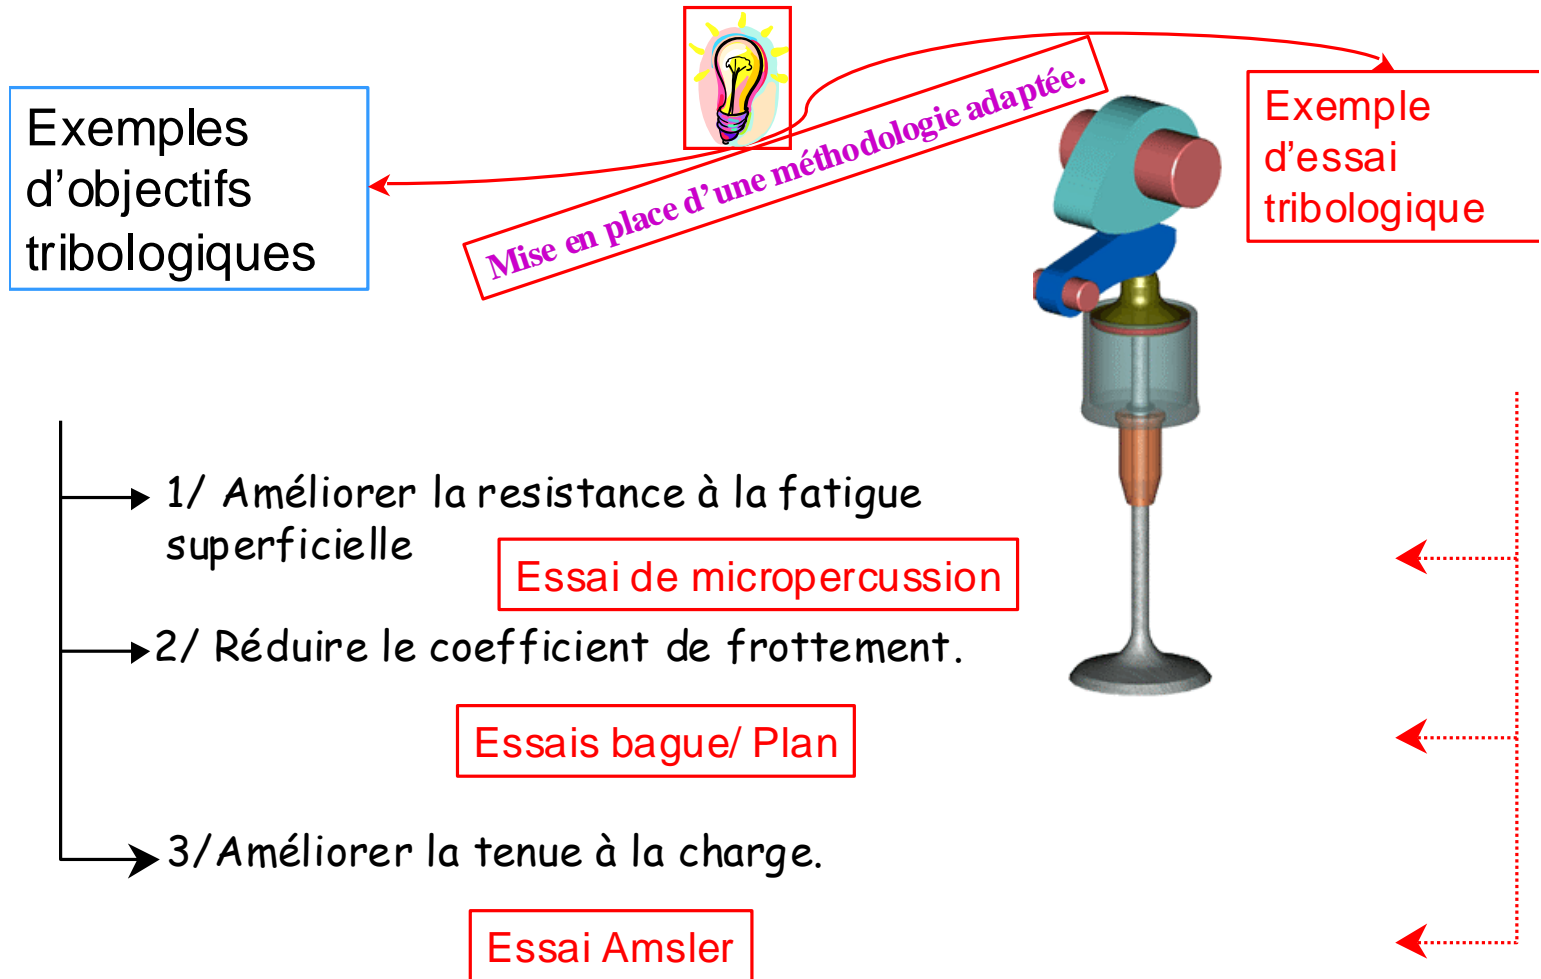 Exemples
d'objectifs
tribologiques
Mise en place d'une méthodologie adaptée.
Exemple
d'essai
tribologique
1/ Améliorer la resistance à la fatigue
superficielle
Essai de micropercussion
2/ Réduire le coefficient de frottement.
Essais bague/ Plan
3/Améliorer la tenue à la charge.
Essai Amsler